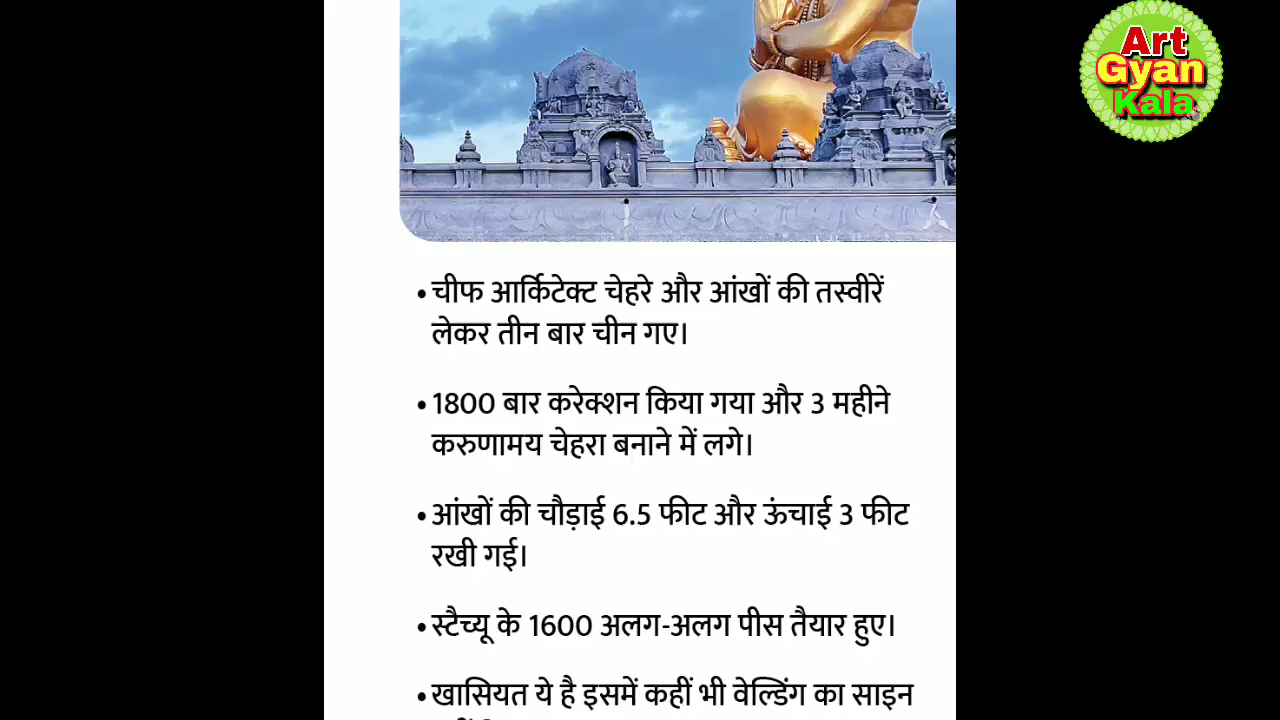 Art
Gyan
Kala
• चीफ आर्किटेक्ट चेहरे और आंखों की तस्वीरें
लेकर तीन बार चीन गए।
• 1800 बार करेक्शन किया गया और 3 महीने
करुणामय चेहरा बनाने में लगे।
• आंखों की चौड़ाई 6.5 फीट और ऊंचाई 3 फीट
रखी गई।
• स्टैच्यू के 1600 अलग-अलग पीस तैयार हुए।
• खासियत ये है इसमें कहीं भी वेल्डिंग का साइन